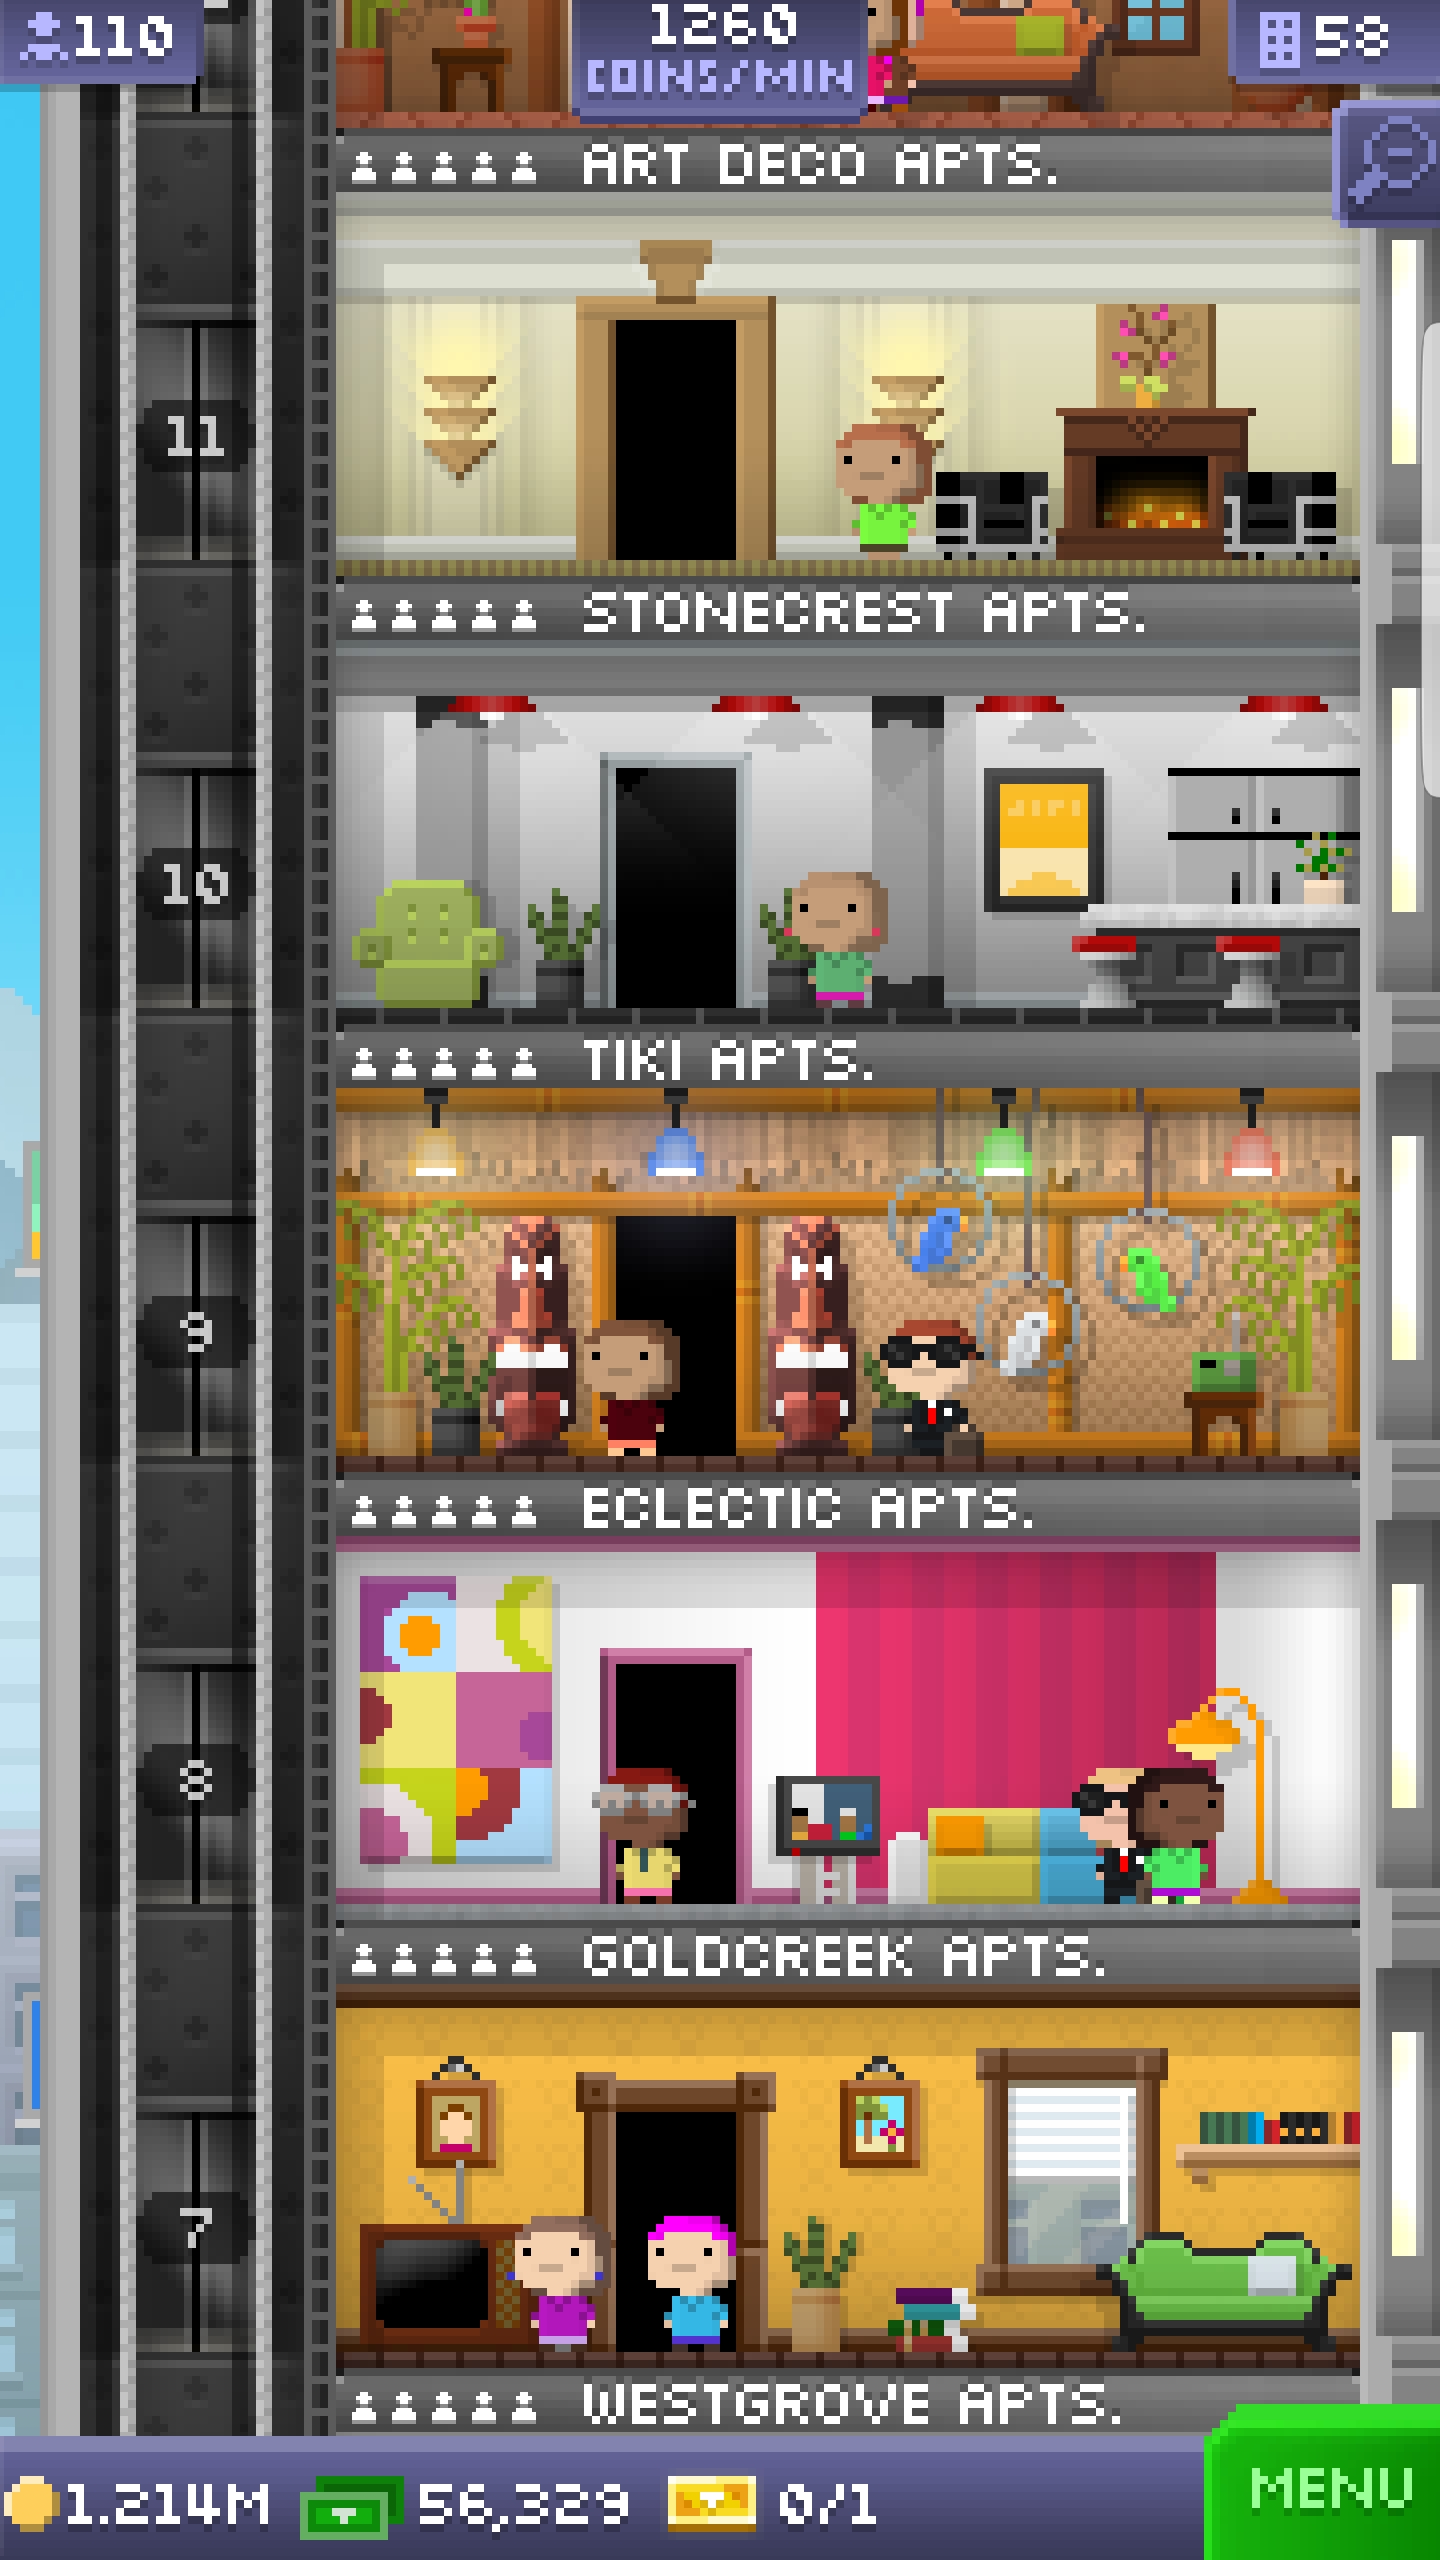 110
1260
COINS/MIN
58
ART DECO APTS.
11
STONECREST APTS.
10
TIKI APTS.
9
ECLECTIC APTS.
8
GOLDCREEK APTS.
7
WESTGROVE APTS.
1.214M
56,329
0/1
MENU